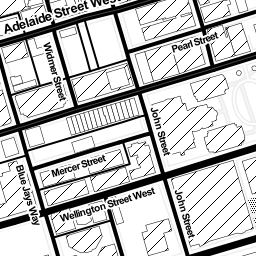 Adelaide Street West
Pearl Street
Widmer Street
John Street
Mercer Street
Blue Jays Way
John Street
Wellington Street West